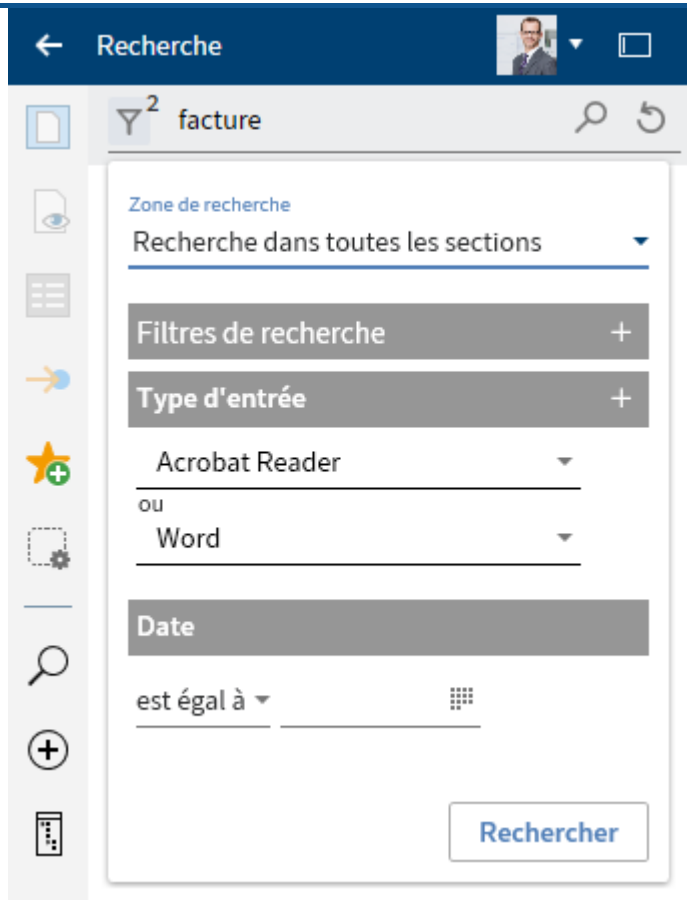 Recherche
2
facture
Zone de recherche
Recherche dans toutes les sections
Filtres de recherche +
Type d'entrée +
Acrobat Reader
ou
Word
Date
est égal à
Rechercher